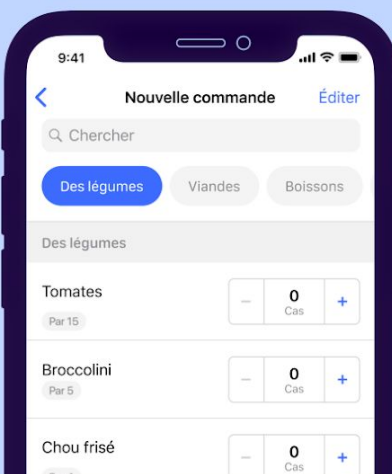 9:41
Nouvelle commande Éditer
Chercher
Des légumes Viandes Boissons
Des légumes
Tomates
Par 15
0
Cas
Broccolini
Par 5
0
Cas
Chou frisé
0
Cas